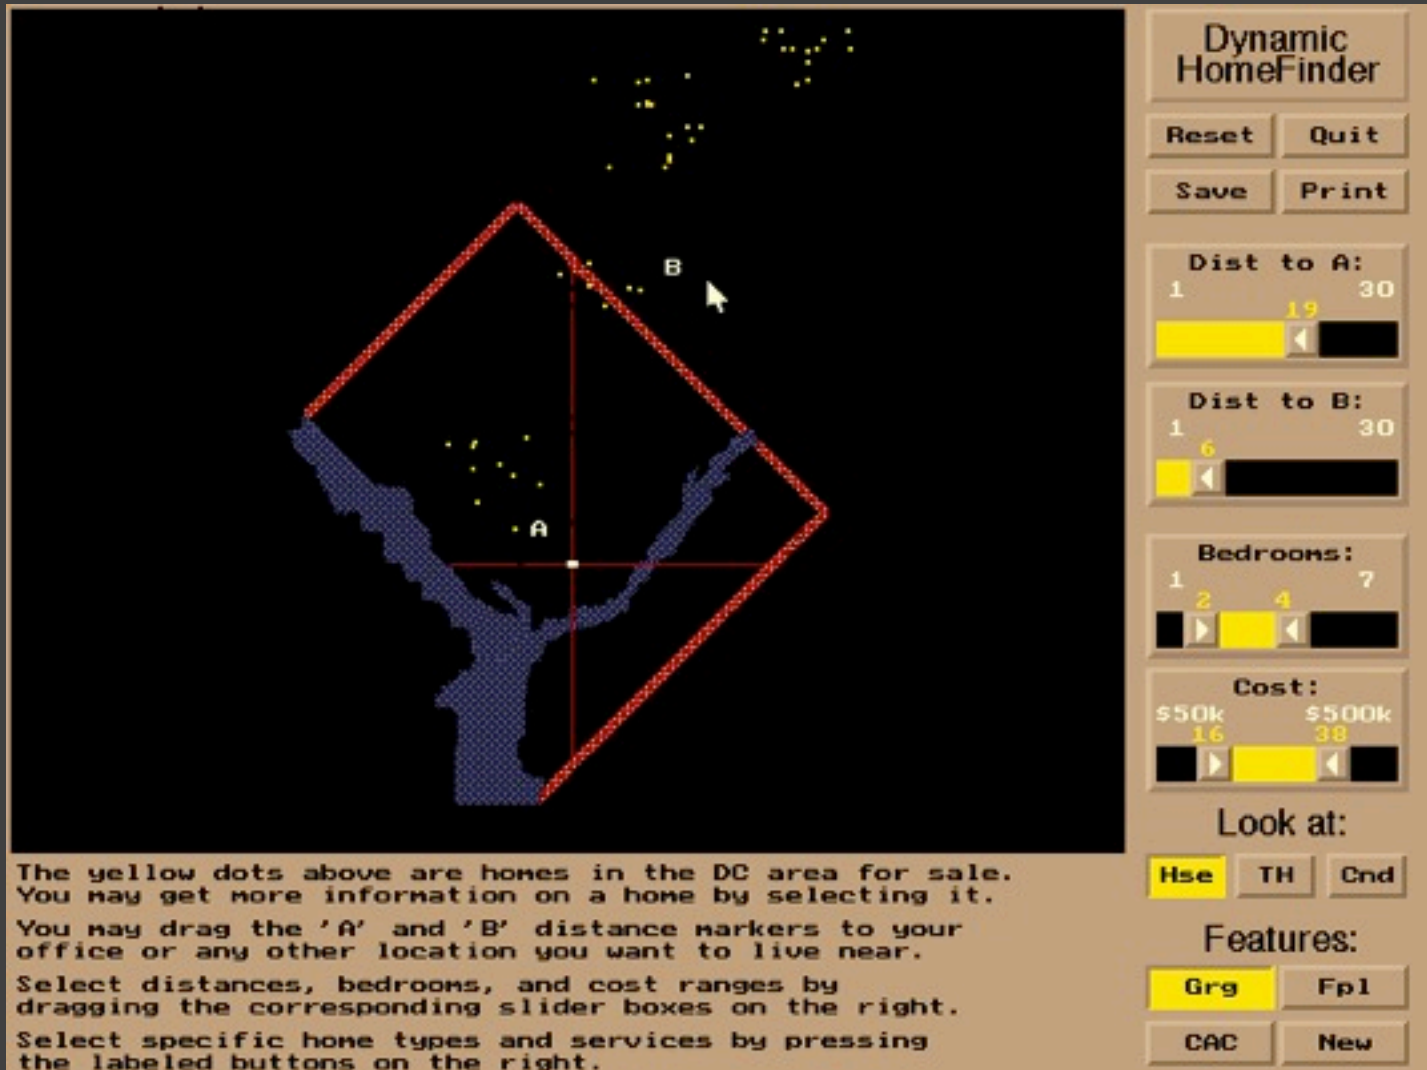 Dynamic
HomeFinder
Reset Quit
Save Print
Dist to A:
1 30
19
Dist to B:
1 30
6
Bedrooms:
1 7
2 4
Cost:
$50k $500k
16 38
Look at:
Hse TH Cnd
Features:
Grg Fpl
CAC New
B
A
The yellow dots above are homes in the DC area for sale.
You may get more information on a home by selecting it.
You may drag the 'A' and 'B' distance markers to your
office or any other location you want to live near.
Select distances, bedrooms, and cost ranges by
dragging the corresponding slider boxes on the right.
Select specific home types and services by pressing
the labeled buttons on the right.